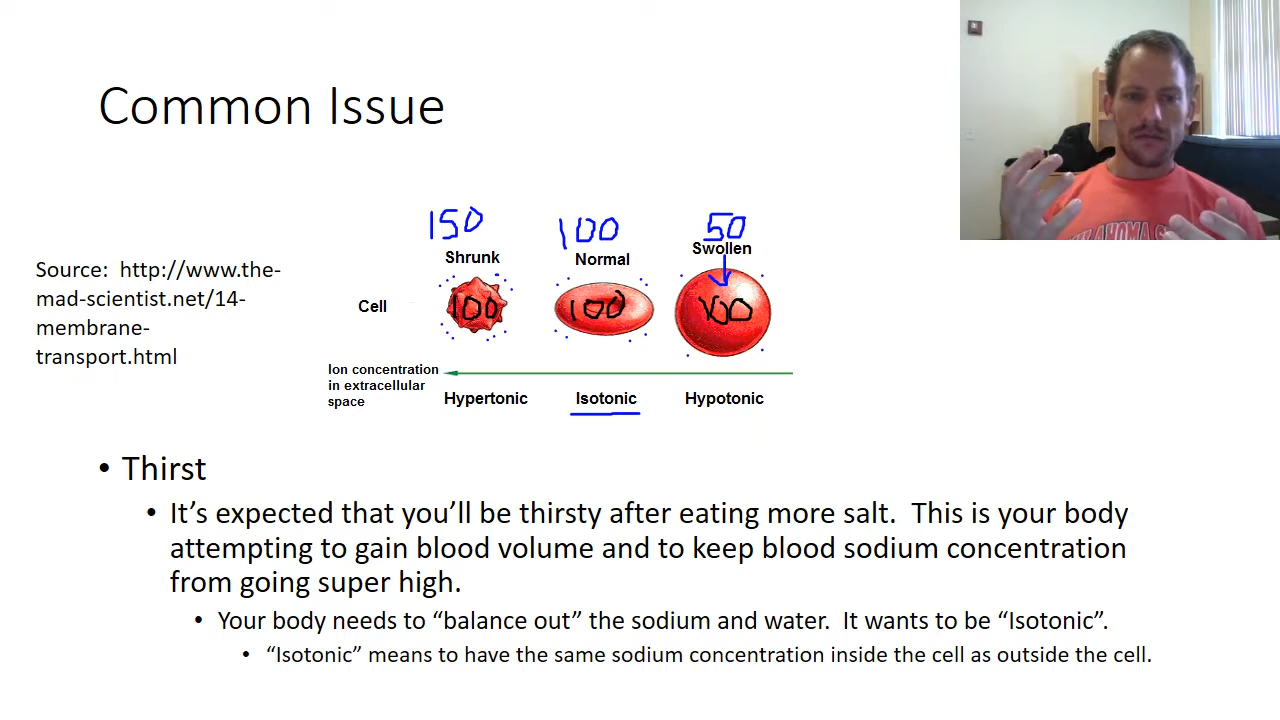 Common Issue
150 100 50
Shrunk Normal Swollen
Source: http://www.the-
mad-scientist.net/14-
membrane-
transport.html
Cell 100 100 100
Ion concentration
in extracellular
space
Hypertonic Isotonic Hypotonic
• Thirst
• It’s expected that you’ll be thirsty after eating more salt. This is your body
attempting to gain blood volume and to keep blood sodium concentration
from going super high.
• Your body needs to “balance out” the sodium and water. It wants to be “Isotonic”.
• “Isotonic” means to have the same sodium concentration inside the cell as outside the cell.